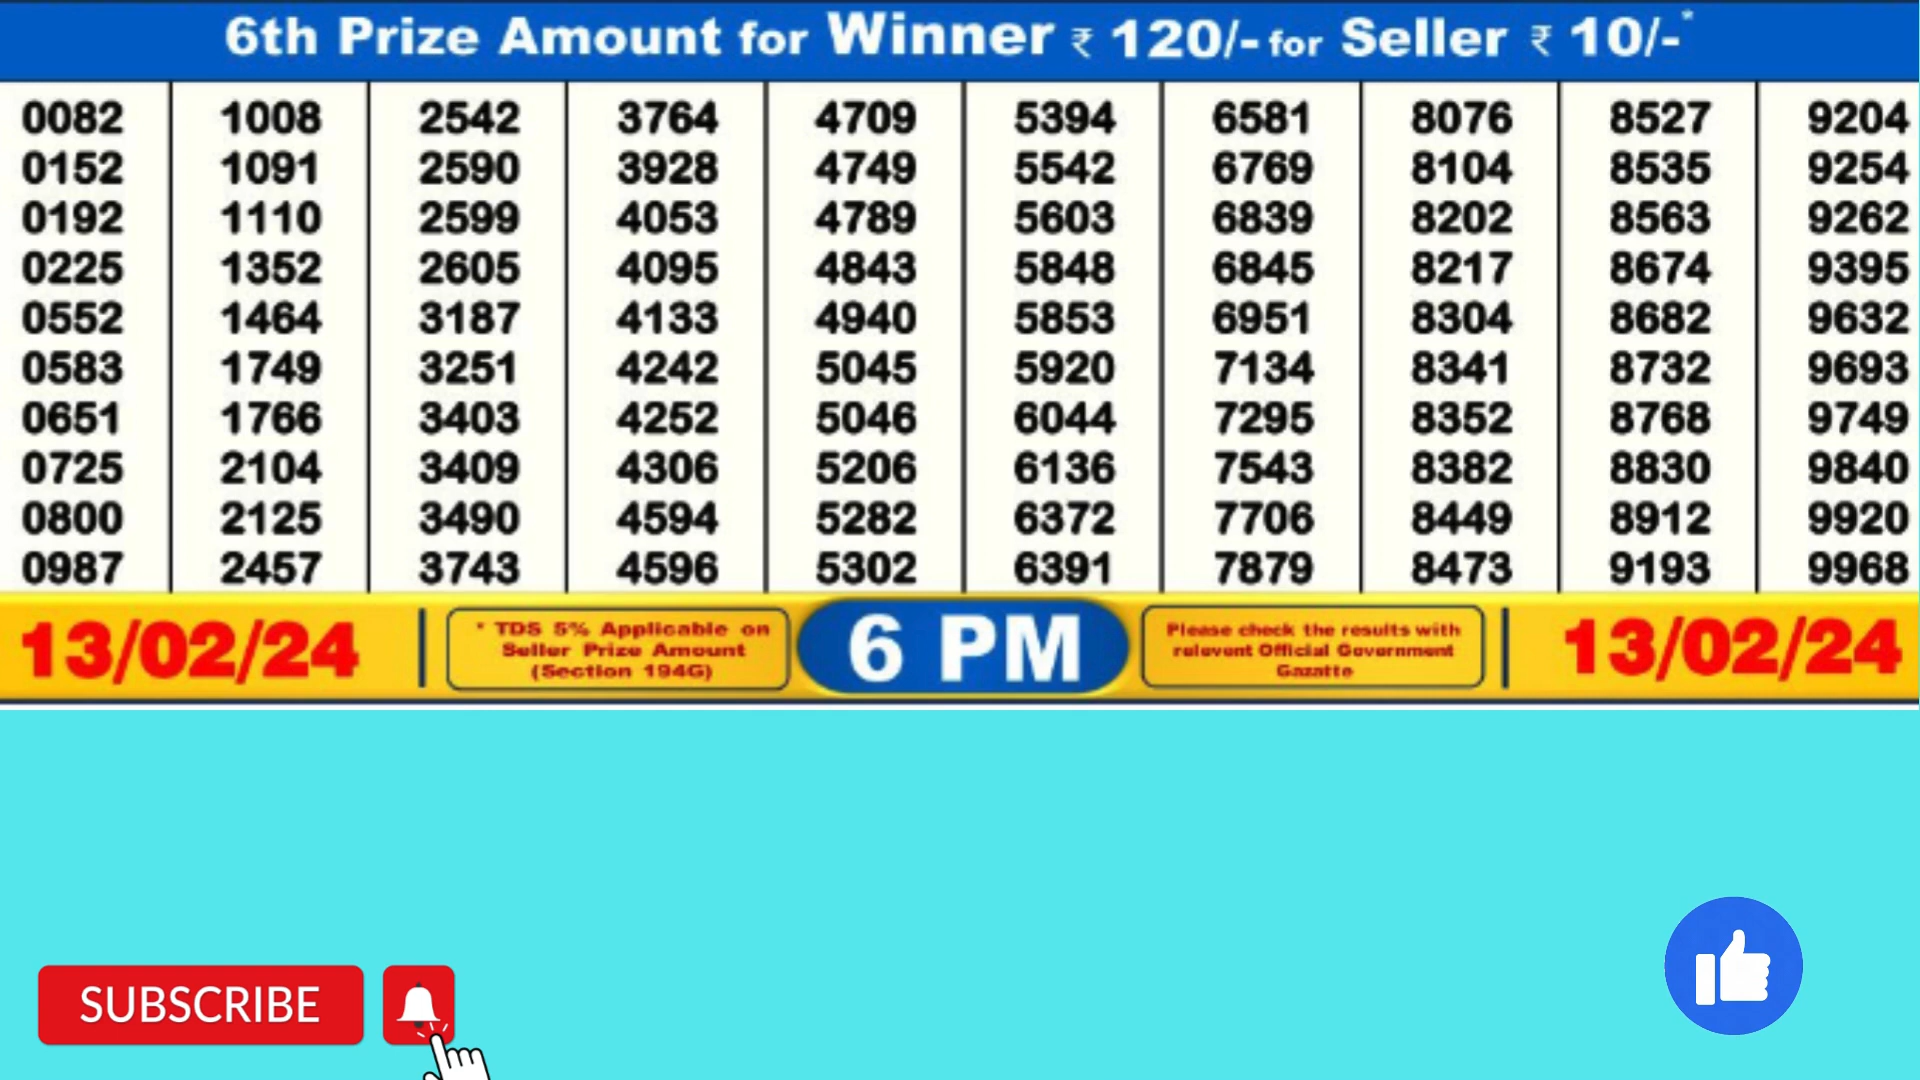 6th Prize Amount for Winner ₹ 120/- for Seller ₹ 10/-*
0082 1008 2542 3764 4709 5394 6581 8076 8527 9204
0152 1091 2590 3928 4749 5542 6769 8104 8535 9254
0192 1110 2599 4053 4789 5603 6839 8202 8563 9262
0225 1352 2605 4095 4843 5848 6845 8217 8674 9395
0552 1464 3187 4133 4940 5853 6951 8304 8682 9632
0583 1749 3251 4242 5045 5920 7134 8341 8732 9693
0651 1766 3403 4252 5046 6044 7295 8352 8768 9749
0725 2104 3409 4306 5206 6136 7543 8382 8830 9840
0800 2125 3490 4594 5282 6372 7706 8449 8912 9920
0987 2457 3743 4596 5302 6391 7879 8473 9193 9968
13/02/24
* TDS 5% Applicable on
Seller Prize Amount
(Section 194G)
6 PM
Please check the results with
relevent Official Government
Gazatte
13/02/24
SUBSCRIBE